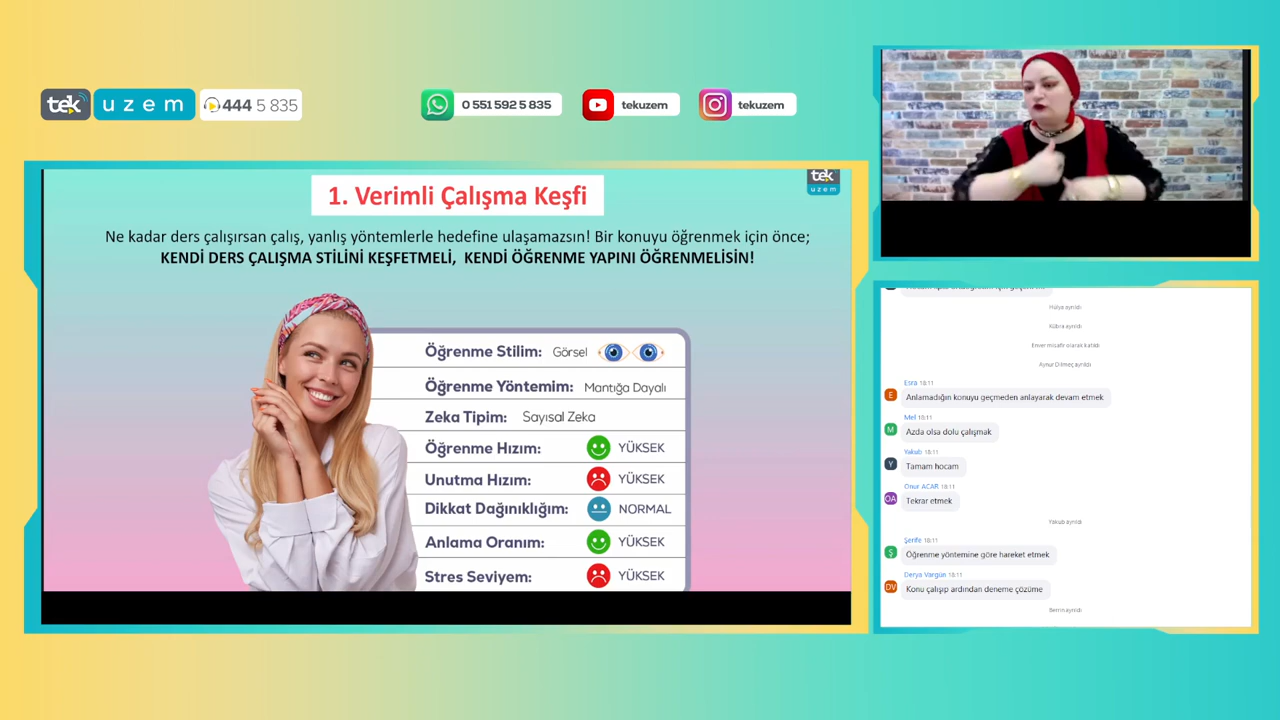 tek uzem 444 5 835
0 551 592 5 835
tekuzem
tekuzem
tek
uzem
1. Verimli Çalışma Keşfi
Ne kadar ders çalışırsan çalış, yanlış yöntemlerle hedefine ulaşamazsın! Bir konuyu öğrenmek için önce;
KENDİ DERS ÇALIŞMA STİLİNİ KEŞFETMELİ, KENDİ ÖĞRENME YAPINI ÖĞRENMELİSİN!
Öğrenme Stilim: Görsel
Öğrenme Yöntemim: Mantığa Dayalı
Zeka Tipim: Sayısal Zeka
Öğrenme Hızım: YÜKSEK
Unutma Hızım: YÜKSEK
Dikkat Dağınıklığım: NORMAL
Anlama Oranım: YÜKSEK
Stres Seviyem: YÜKSEK
Hülya ayrıldı
Kübra ayrıldı
Enver misafir olarak katıldı
Aynur Dilmeç ayrıldı
Esra 18:11
E
Anlamadığın konuyu geçmeden anlayarak devam etmek
Mel 18:11
M
Azda olsa dolu çalışmak
Yakub 18:11
Y
Tamam hocam
Onur ACAR 18:11
OA
Tekrar etmek
Yakub ayrıldı
Şerife 18:11
Ş
Öğrenme yöntemine göre hareket etmek
Derya Vargün 18:11
DV
Konu çalışıp ardından deneme çözüme
Berrin ayrıldı